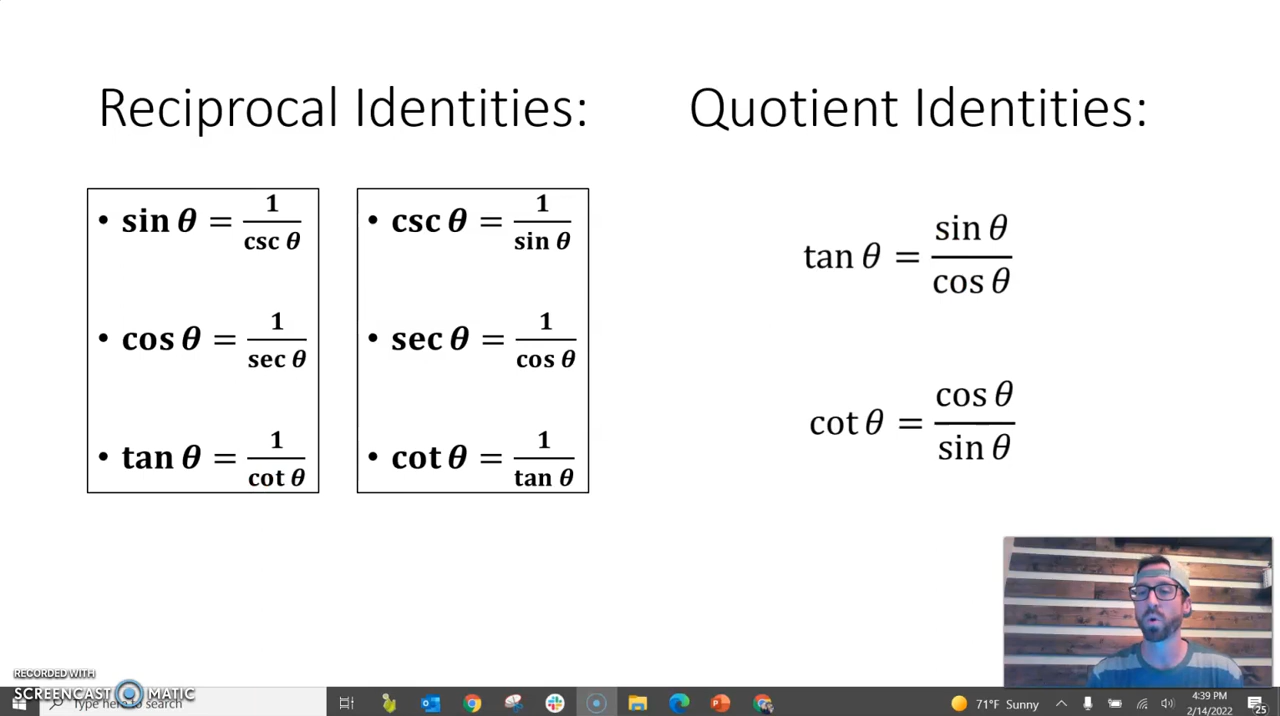 Reciprocal Identities:
• sin θ = 1/csc θ
• cos θ = 1/sec θ
• tan θ = 1/cot θ
• csc θ = 1/sin θ
• sec θ = 1/cos θ
• cot θ = 1/tan θ
Quotient Identities:
tan θ = sin θ/cos θ
cot θ = cos θ/sin θ
RECORDED WITH
SCREENCAST MATIC
Type here to search
71°F Sunny
4:39 PM
2/14/2022
25